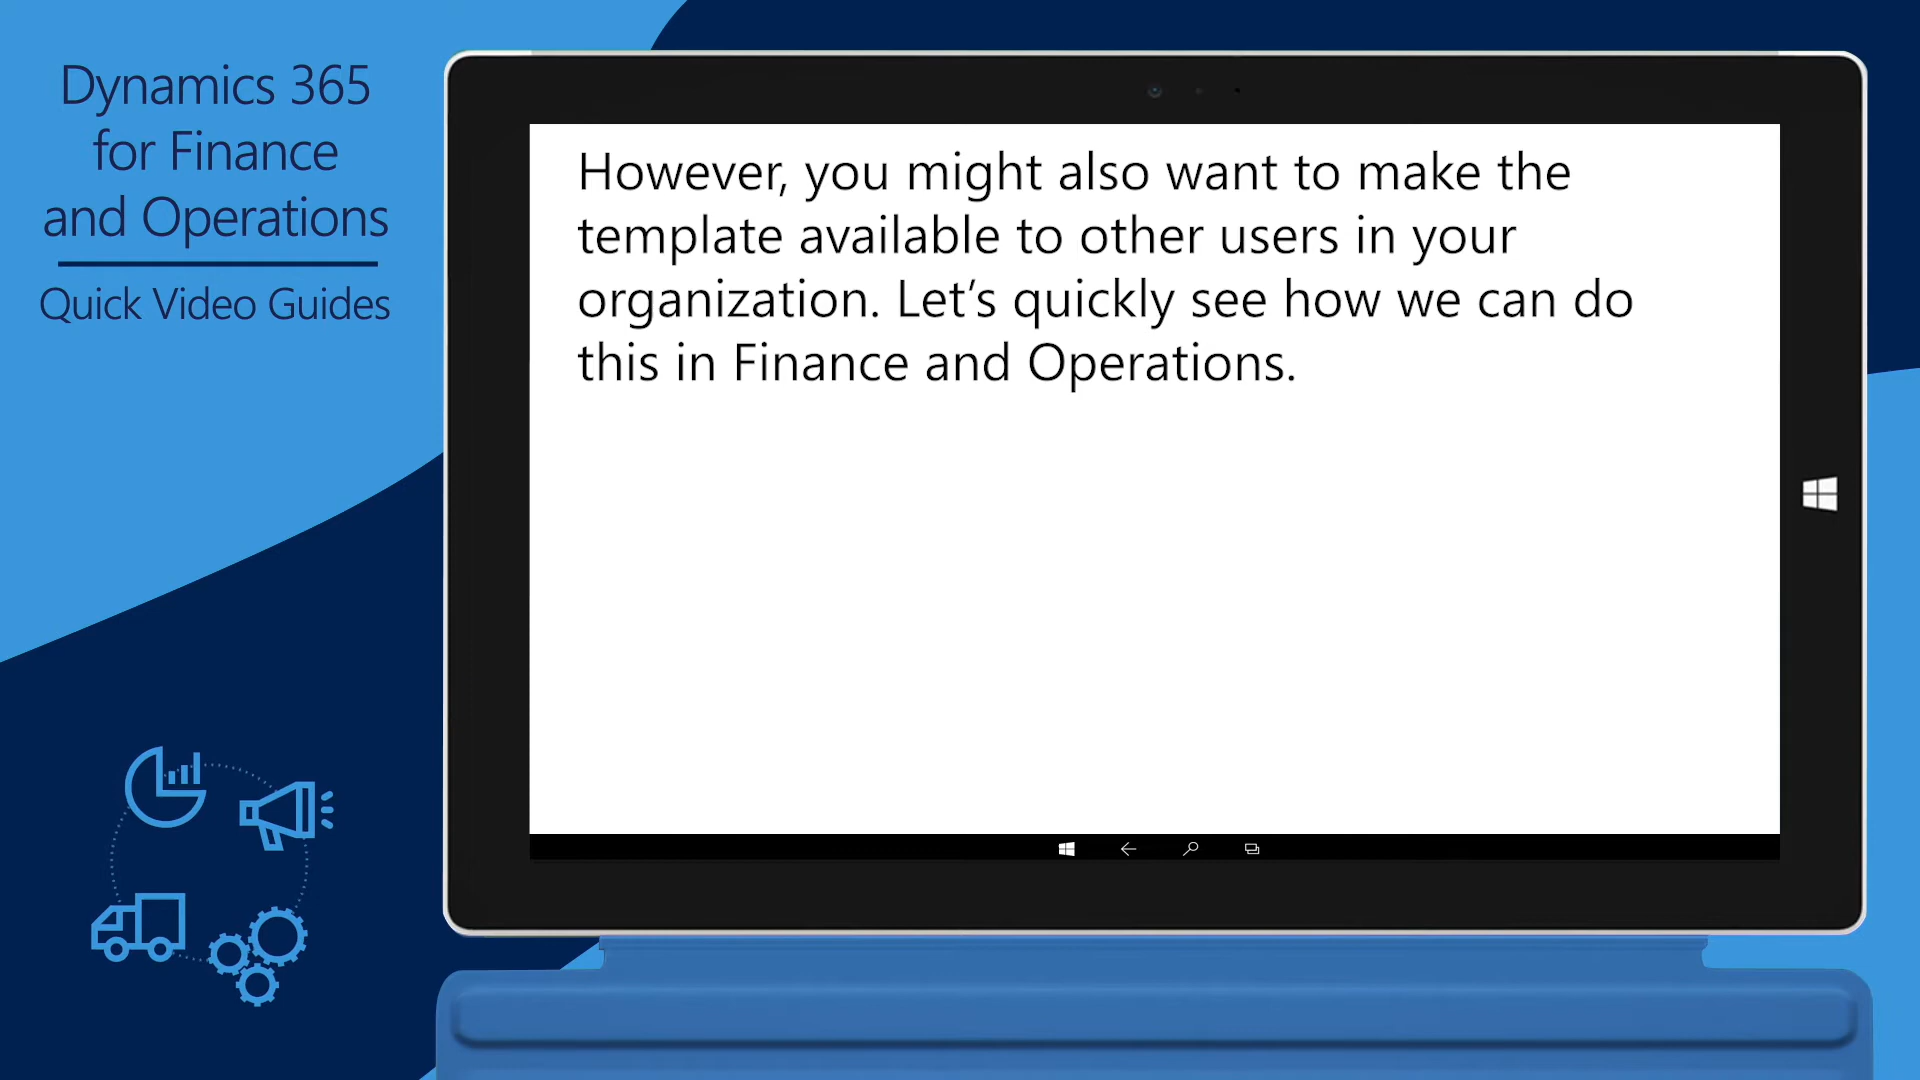 Dynamics 365
for Finance
and Operations
Quick Video Guides
However, you might also want to make the
template available to other users in your
organization. Let’s quickly see how we can do
this in Finance and Operations.